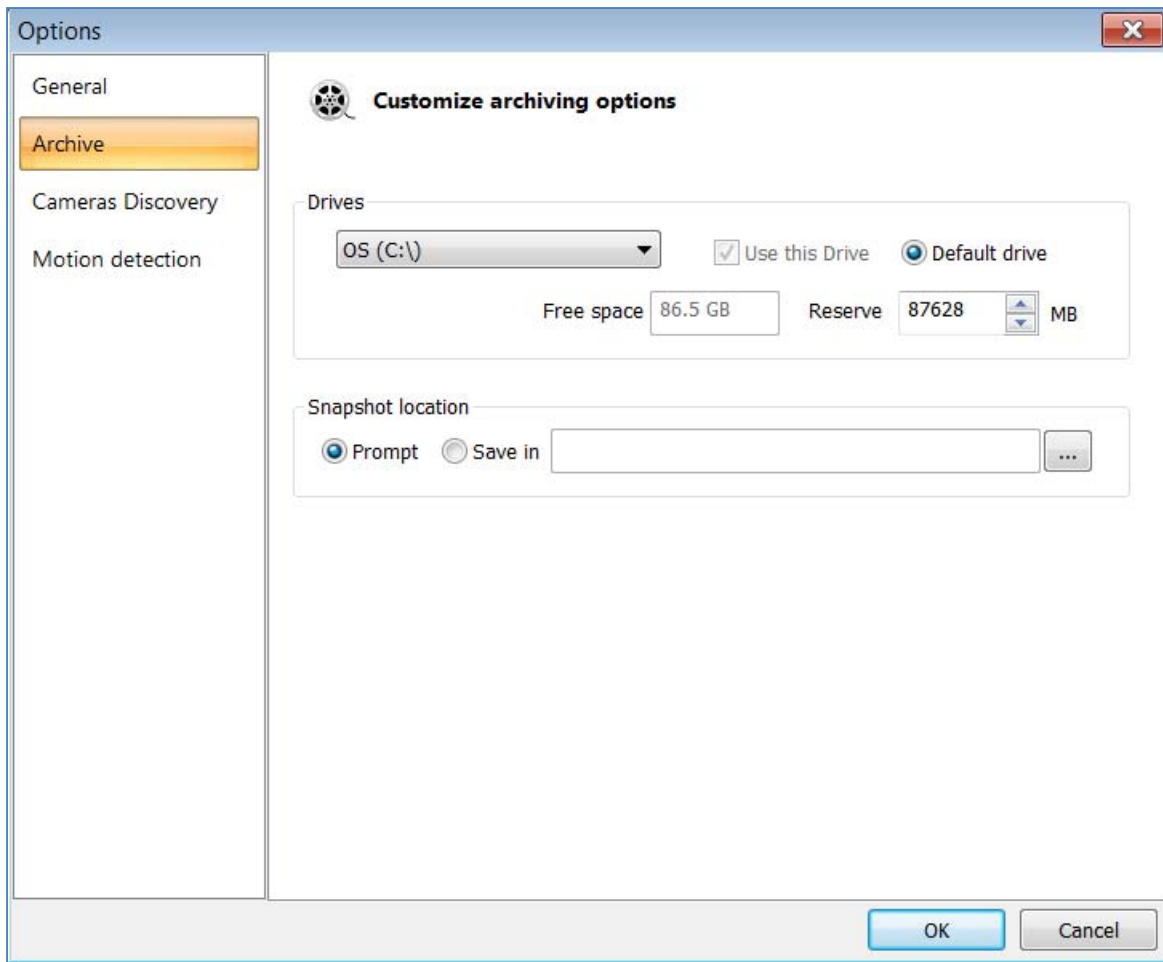 Options
General
Archive
Cameras Discovery
Motion detection
Customize archiving options
Drives
OS (C:\)
Use this Drive
Default drive
Free space 86.5 GB
Reserve 87628 MB
Snapshot location
Prompt
Save in
...
OK
Cancel